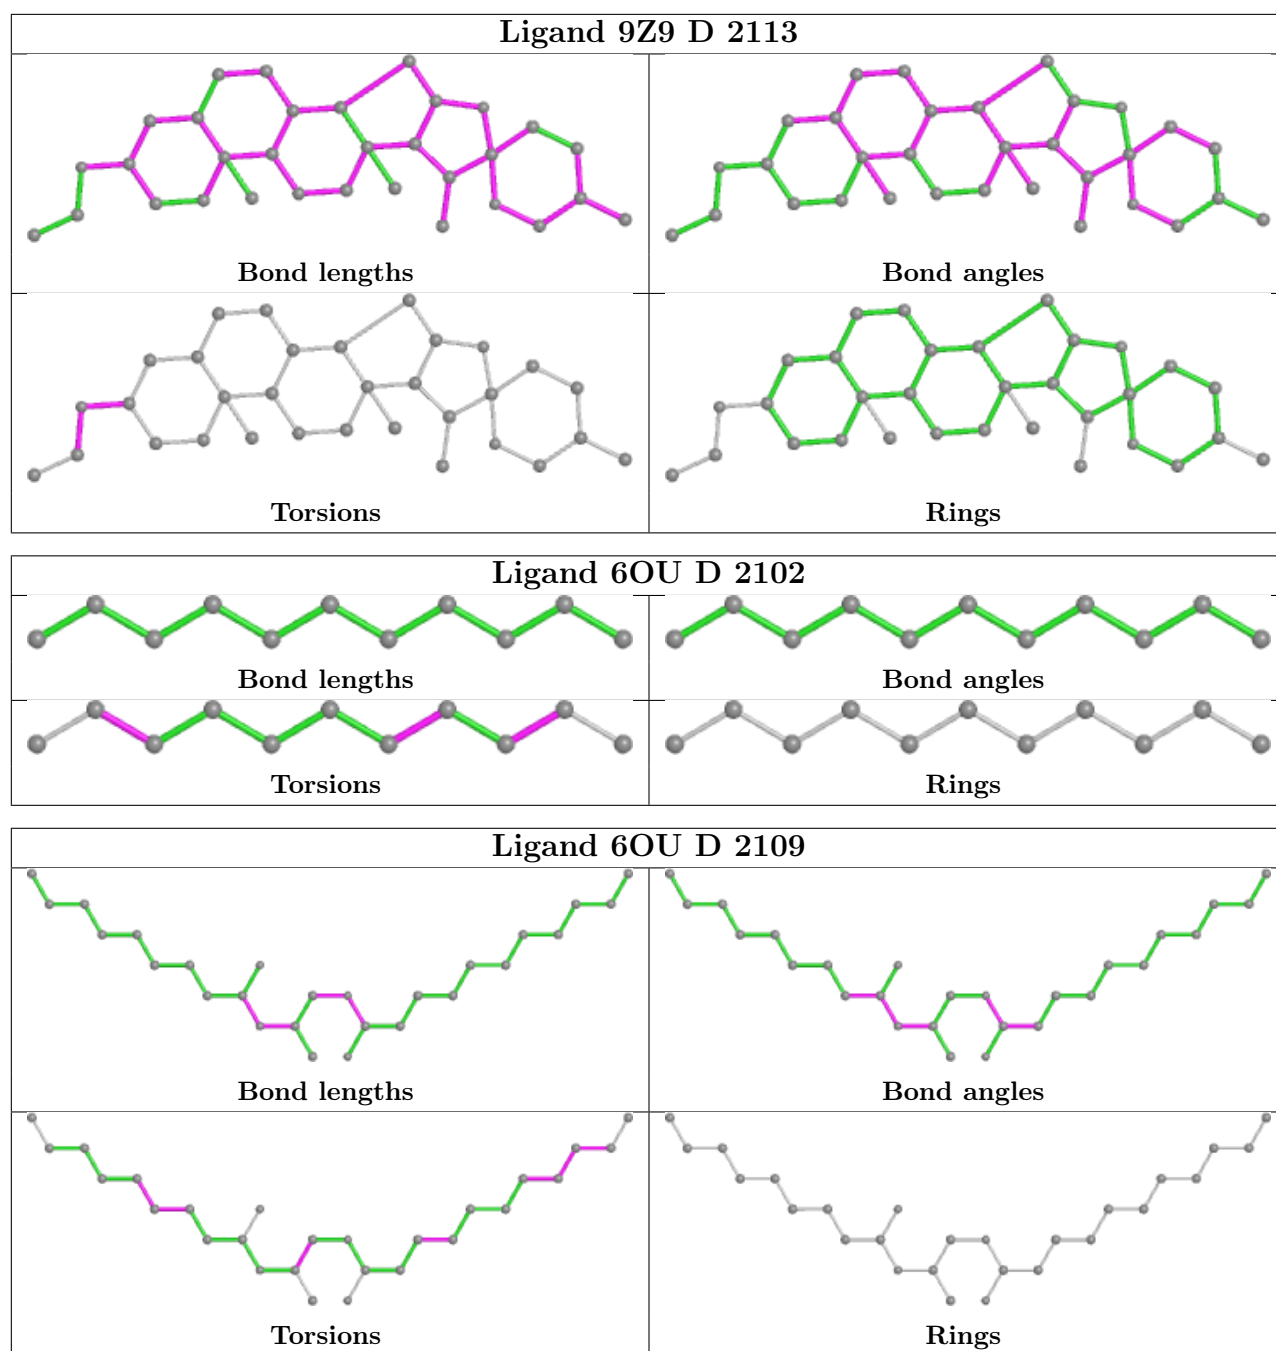 Ligand 9Z9 D 2113
Bond lengths
Bond angles
Torsions
Rings
Ligand 6OU D 2102
Bond lengths
Bond angles
Torsions
Rings
Ligand 6OU D 2109
Bond lengths
Bond angles
Torsions
Rings